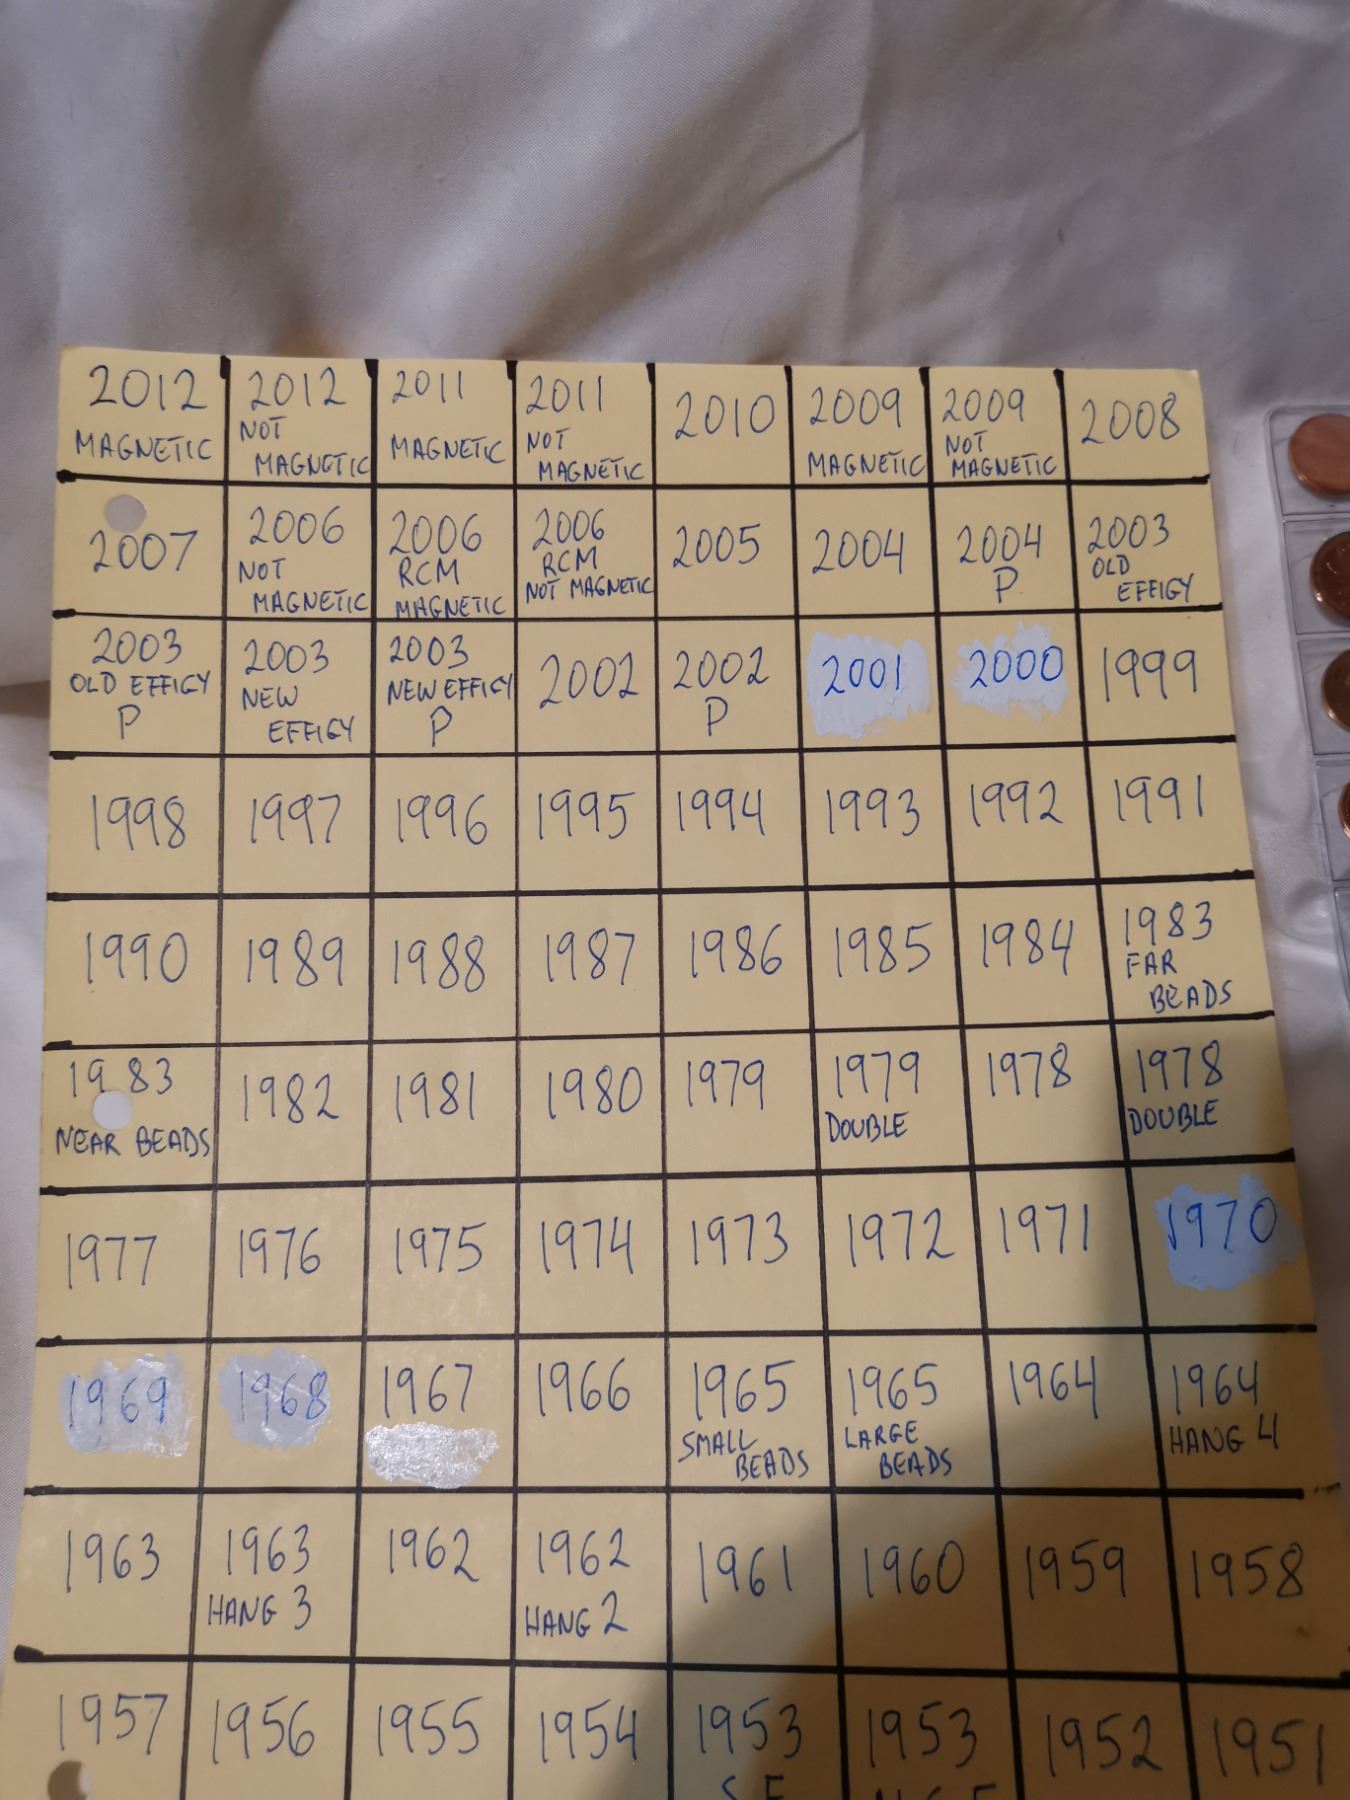 2012
MAGNETIC
2012
NOT
MAGNETIC
2011
MAGNETIC
2011
NOT
MAGNETIC
2010
2009
MAGNETIC
2009
NOT
MAGNETIC
2008
2007
2006
NOT
MAGNETIC
2006
RCM
MAGNETIC
2006
RCM
NOT MAGNETIC
2005
2004
2004
P
2003
OLD
EFFIGY
2003
OLD EFFIGY
P
2003
NEW
EFFIGY
2003
NEW EFFIGY
P
2002
2002
P
2001
2000
1999
1998
1997
1996
1995
1994
1993
1992
1991
1990
1989
1988
1987
1986
1985
1984
1983
FAR
BEADS
1983
NEAR BEADS
1982
1981
1980
1979
1979
DOUBLE
1978
1978
DOUBLE
1977
1976
1975
1974
1973
1972
1971
1970
1969
1968
1967
1966
1965
SMALL
BEADS
1965
LARGE
BEADS
1964
1964
HANG 4
1963
1963
HANG 3
1962
1962
HANG 2
1961
1960
1959
1958
1957
1956
1955
1954
1953
1953
1952
1951